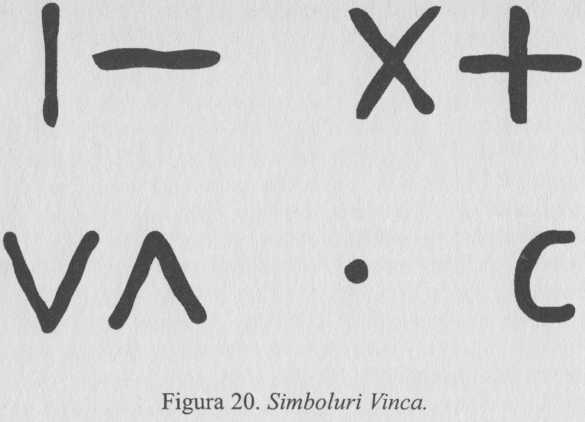 | — X +
V Λ · C
Figura 20. Simboluri Vinca.